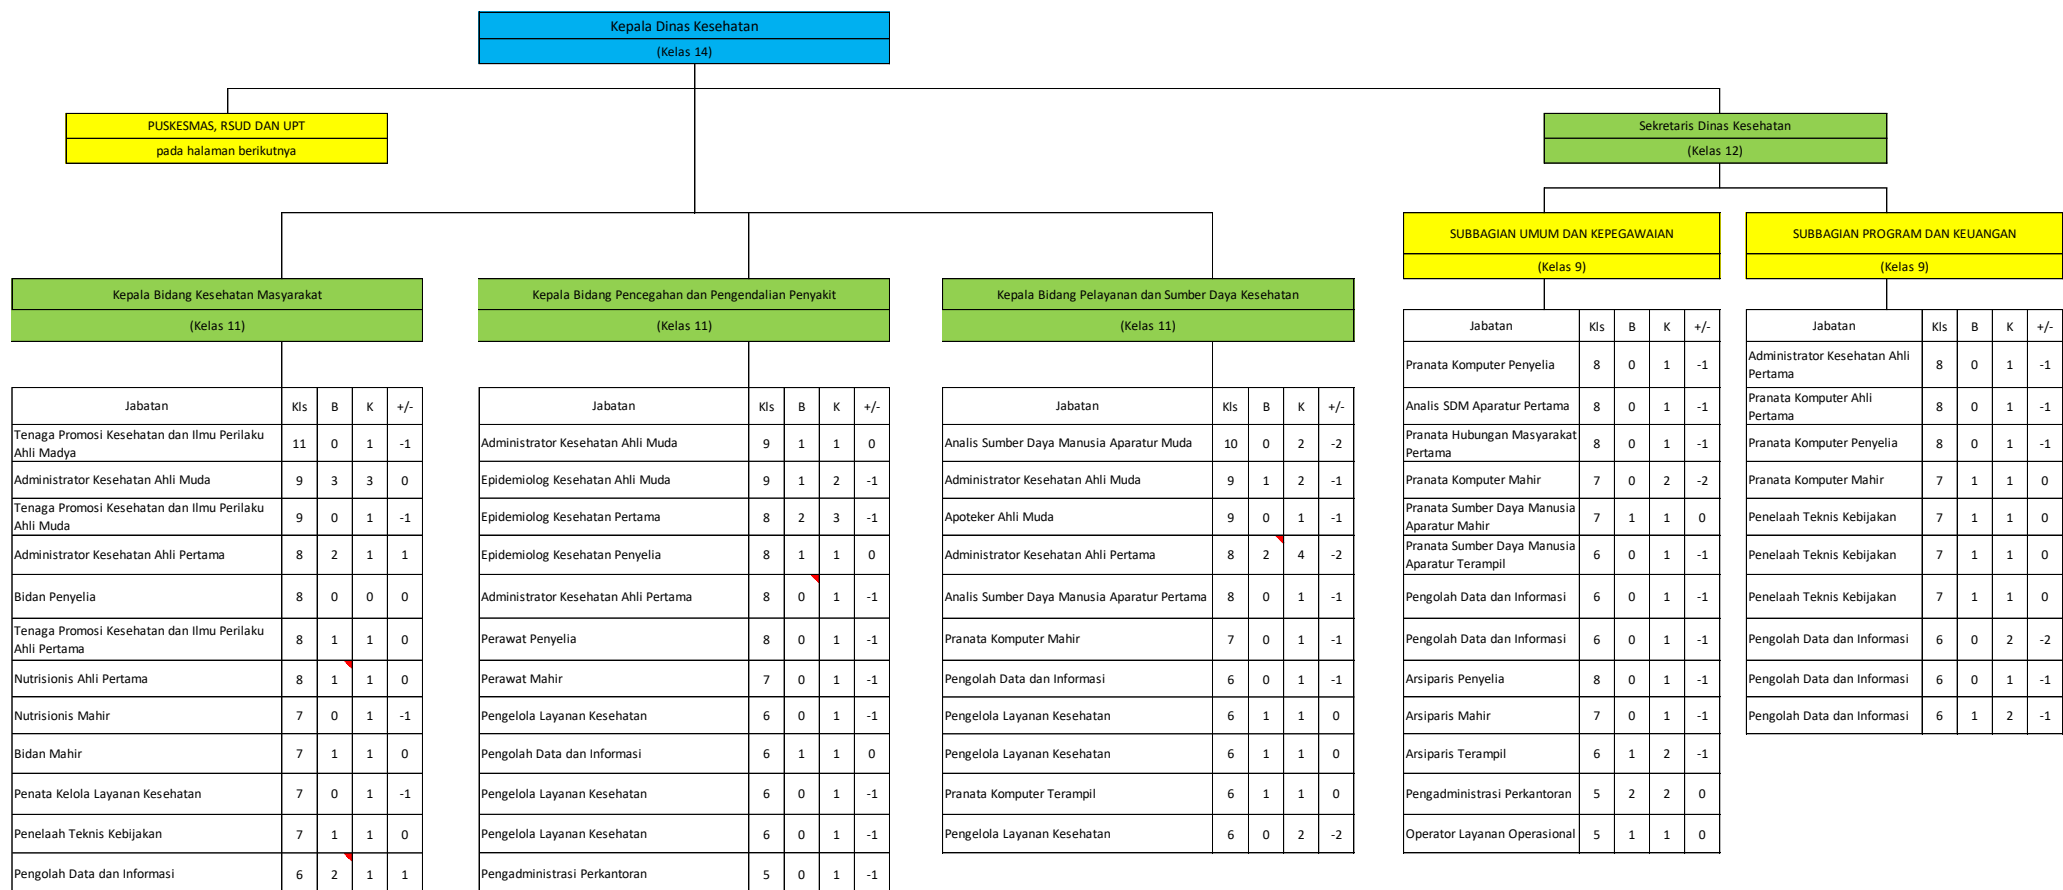 Kepala Dinas Kesehatan
(Kelas 14)
PUSKESMAS, RSUD DAN UPT
pada halaman berikutnya
Sekretaris Dinas Kesehatan
(Kelas 12)
Kepala Bidang Kesehatan Masyarakat
(Kelas 11)
Jabatan Kls B K +/-
Tenaga Promosi Kesehatan dan Ilmu Perilaku
Ahli Madya 11 0 1 -1
Administrator Kesehatan Ahli Muda 9 3 3 0
Tenaga Promosi Kesehatan dan Ilmu Perilaku
Ahli Muda 9 0 1 -1
Administrator Kesehatan Ahli Pertama 8 2 1 1
Bidan Penyelia 8 0 0 0
Tenaga Promosi Kesehatan dan Ilmu Perilaku
Ahli Pertama 8 1 1 0
Nutrisionis Ahli Pertama 8 1 1 0
Nutrisionis Mahir 7 0 1 -1
Bidan Mahir 7 1 1 0
Penata Kelola Layanan Kesehatan 7 0 1 -1
Penelaah Teknis Kebijakan 7 1 1 0
Pengolah Data dan Informasi 6 2 1 1
Kepala Bidang Pencegahan dan Pengendalian Penyakit
(Kelas 11)
Jabatan Kls B K +/-
Administrator Kesehatan Ahli Muda 9 1 1 0
Epidemiolog Kesehatan Ahli Muda 9 1 2 -1
Epidemiolog Kesehatan Pertama 8 2 3 -1
Epidemiolog Kesehatan Penyelia 8 1 1 0
Administrator Kesehatan Ahli Pertama 8 0 1 -1
Perawat Penyelia 8 0 1 -1
Perawat Mahir 7 0 1 -1
Pengelola Layanan Kesehatan 6 0 1 -1
Pengolah Data dan Informasi 6 1 1 0
Pengelola Layanan Kesehatan 6 0 1 -1
Pengelola Layanan Kesehatan 6 0 1 -1
Pengadministrasi Perkantoran 5 0 1 -1
Kepala Bidang Pelayanan dan Sumber Daya Kesehatan
(Kelas 11)
Jabatan Kls B K +/-
Analis Sumber Daya Manusia Aparatur Muda 10 0 2 -2
Administrator Kesehatan Ahli Muda 9 1 2 -1
Apoteker Ahli Muda 9 0 1 -1
Administrator Kesehatan Ahli Pertama 8 2 4 -2
Analis Sumber Daya Manusia Aparatur Pertama 8 0 1 -1
Pranata Komputer Mahir 7 0 1 -1
Pengolah Data dan Informasi 6 0 1 -1
Pengelola Layanan Kesehatan 6 1 1 0
Pengelola Layanan Kesehatan 6 1 1 0
Pranata Komputer Terampil 6 1 1 0
Pengelola Layanan Kesehatan 6 0 2 -2
SUBBAGIAN UMUM DAN KEPEGAWAIAN
(Kelas 9)
Jabatan Kls B K +/-
Pranata Komputer Penyelia 8 0 1 -1
Analis SDM Aparatur Pertama 8 0 1 -1
Pranata Hubungan Masyarakat
Pertama 8 0 1 -1
Pranata Komputer Mahir 7 0 2 -2
Pranata Sumber Daya Manusia
Aparatur Mahir 7 1 1 0
Pranata Sumber Daya Manusia
Aparatur Terampil 6 0 1 -1
Pengolah Data dan Informasi 6 0 1 -1
Pengolah Data dan Informasi 6 0 1 -1
Arsiparis Penyelia 8 0 1 -1
Arsiparis Mahir 7 0 1 -1
Arsiparis Terampil 6 1 2 -1
Pengadministrasi Perkantoran 5 2 2 0
Operator Layanan Operasional 5 1 1 0
SUBBAGIAN PROGRAM DAN KEUANGAN
(Kelas 9)
Jabatan Kls B K +/-
Administrator Kesehatan Ahli
Pertama 8 0 1 -1
Pranata Komputer Ahli
Pertama 8 0 1 -1
Pranata Komputer Penyelia 8 0 1 -1
Pranata Komputer Mahir 7 1 1 0
Penelaah Teknis Kebijakan 7 1 1 0
Penelaah Teknis Kebijakan 7 1 1 0
Penelaah Teknis Kebijakan 7 1 1 0
Pengolah Data dan Informasi 6 0 2 -2
Pengolah Data dan Informasi 6 0 1 -1
Pengolah Data dan Informasi 6 1 2 -1